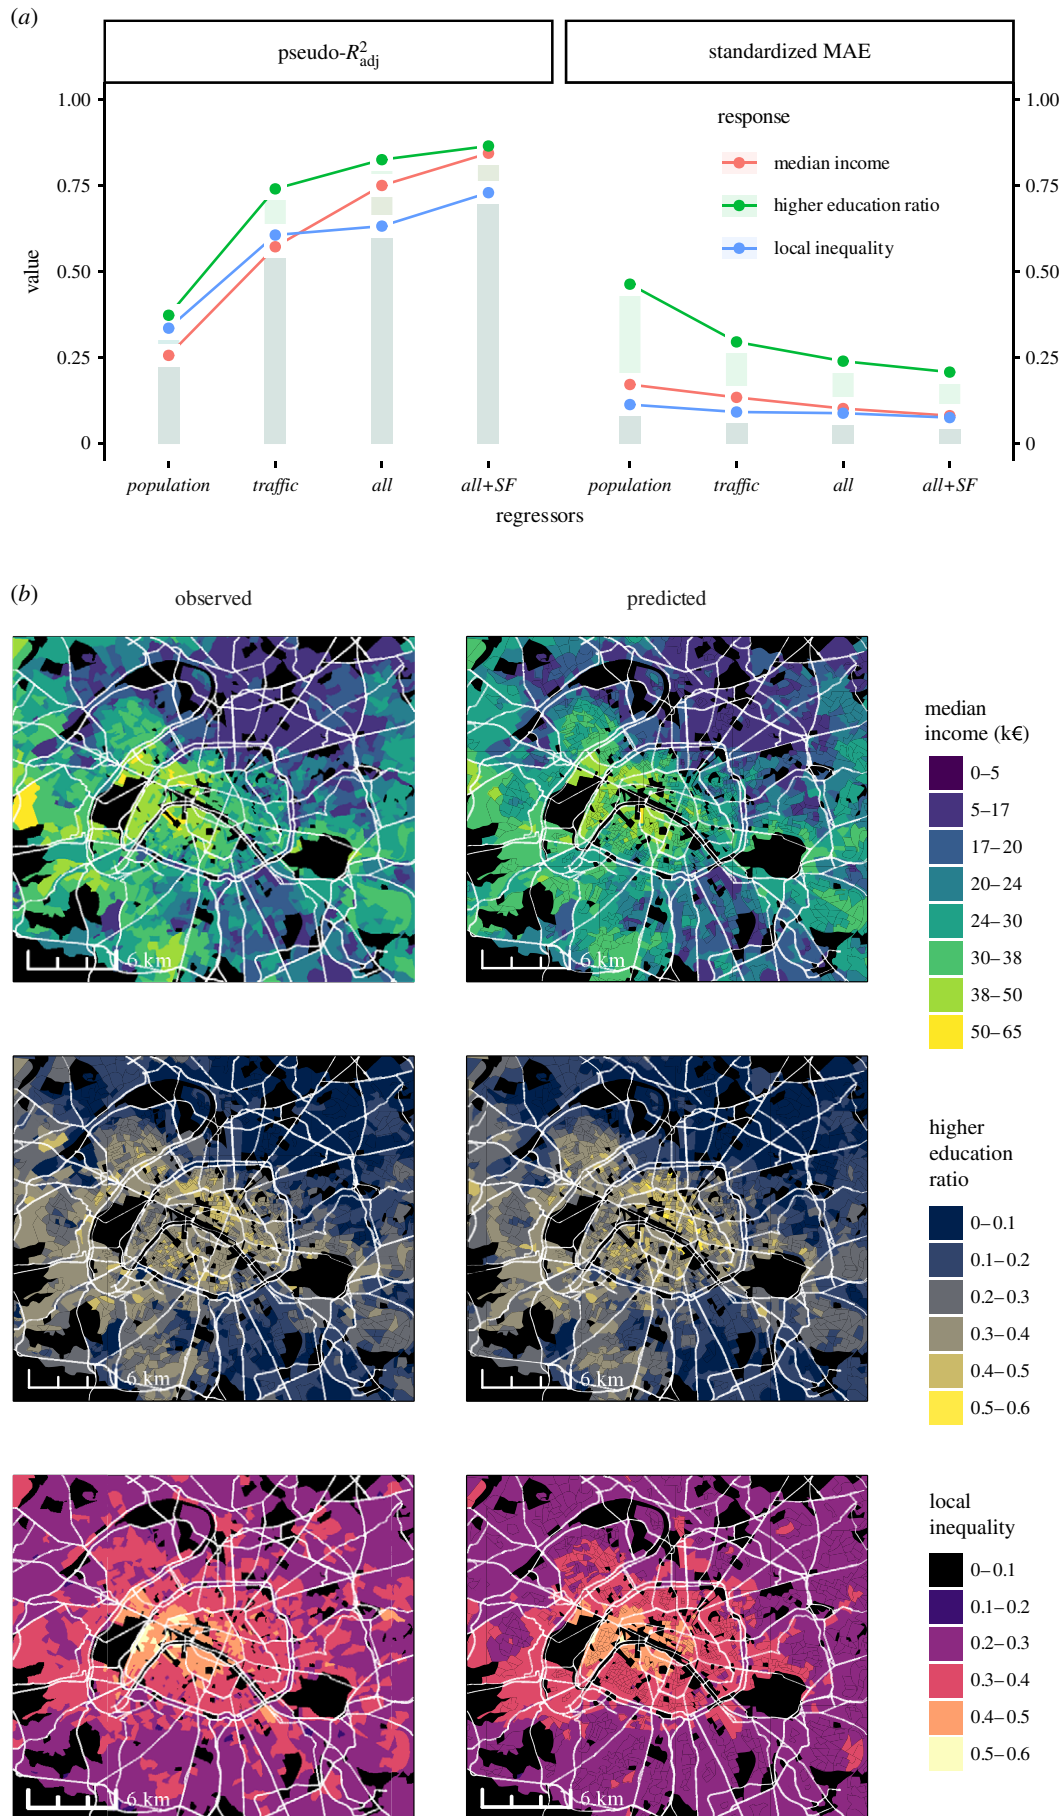 (a)
pseudo-R²adj
standardized MAE
value
1.00
0.75
0.50
0.25
0
response
median income
higher education ratio
local inequality
1.00
0.75
0.50
0.25
0
population traffic all all+SF
population traffic all all+SF
regressors
(b)
observed
predicted
6 km
6 km
median
income (k€)
0–5
5–17
17–20
20–24
24–30
30–38
38–50
50–65
6 km
6 km
higher
education
ratio
0–0.1
0.1–0.2
0.2–0.3
0.3–0.4
0.4–0.5
0.5–0.6
6 km
6 km
local
inequality
0–0.1
0.1–0.2
0.2–0.3
0.3–0.4
0.4–0.5
0.5–0.6